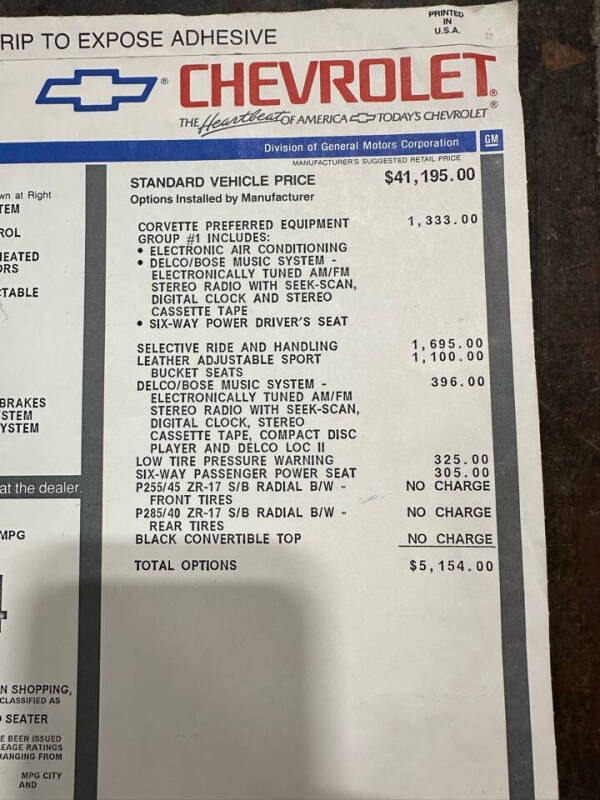 RIP TO EXPOSE ADHESIVE
PRINTED
IN
U.S.A.
CHEVROLET®
THE Heartbeat OF AMERICA TODAY'S CHEVROLET®
Division of General Motors Corporation GM
MANUFACTURER'S SUGGESTED RETAIL PRICE
STANDARD VEHICLE PRICE $41,195.00
Options Installed by Manufacturer
CORVETTE PREFERRED EQUIPMENT 1,333.00
GROUP #1 INCLUDES:
• ELECTRONIC AIR CONDITIONING
• DELCO/BOSE MUSIC SYSTEM -
ELECTRONICALLY TUNED AM/FM
STEREO RADIO WITH SEEK-SCAN,
DIGITAL CLOCK AND STEREO
CASSETTE TAPE
• SIX-WAY POWER DRIVER'S SEAT
SELECTIVE RIDE AND HANDLING 1,695.00
LEATHER ADJUSTABLE SPORT 1,100.00
BUCKET SEATS
DELCO/BOSE MUSIC SYSTEM - 396.00
ELECTRONICALLY TUNED AM/FM
STEREO RADIO WITH SEEK-SCAN,
DIGITAL CLOCK, STEREO
CASSETTE TAPE, COMPACT DISC
PLAYER AND DELCO LOC II
LOW TIRE PRESSURE WARNING 325.00
SIX-WAY PASSENGER POWER SEAT 305.00
P255/45 ZR-17 S/B RADIAL B/W - NO CHARGE
FRONT TIRES
P285/40 ZR-17 S/B RADIAL B/W - NO CHARGE
REAR TIRES
BLACK CONVERTIBLE TOP NO CHARGE
TOTAL OPTIONS $5,154.00
wn at Right
TEM
ROL
HEATED
ORS
CTABLE
BRAKES
STEM
YSTEM
at the dealer.
MPG
4
N SHOPPING,
CLASSIFIED AS
O SEATER
E BEEN ISSUED
LEAGE RATINGS
RANGING FROM
MPG CITY
AND